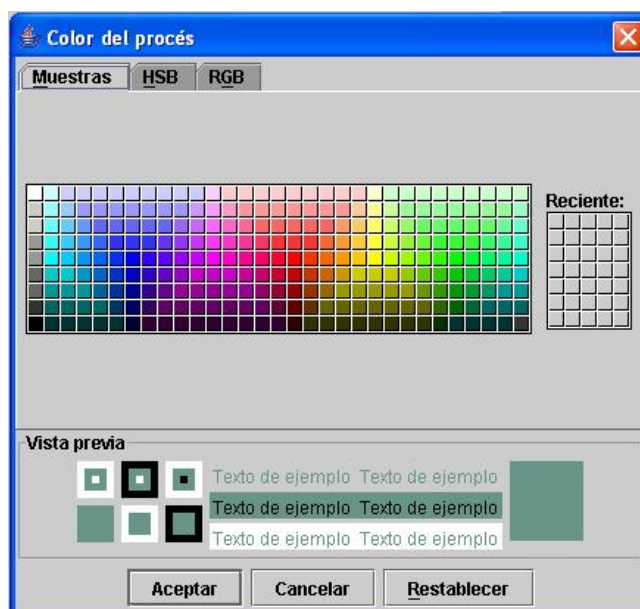 Color del procés
Muestras HSB RGB
Reciente:
Vista previa
Texto de ejemplo Texto de ejemplo
Texto de ejemplo Texto de ejemplo
Texto de ejemplo Texto de ejemplo
Aceptar Cancelar Restablecer